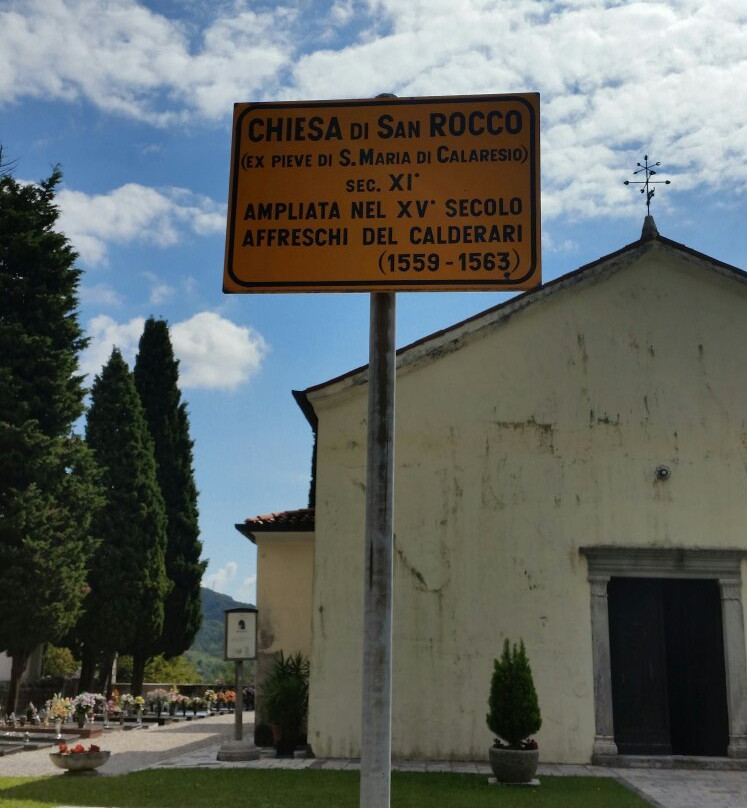 CHIESA DI SAN ROCCO
(EX PIEVE DI S. MARIA DI CALARESIO)
SEC. XI°
AMPLIATA NEL XV° SECOLO
AFFRESCHI DEL CALDERARI
(1559-1563)